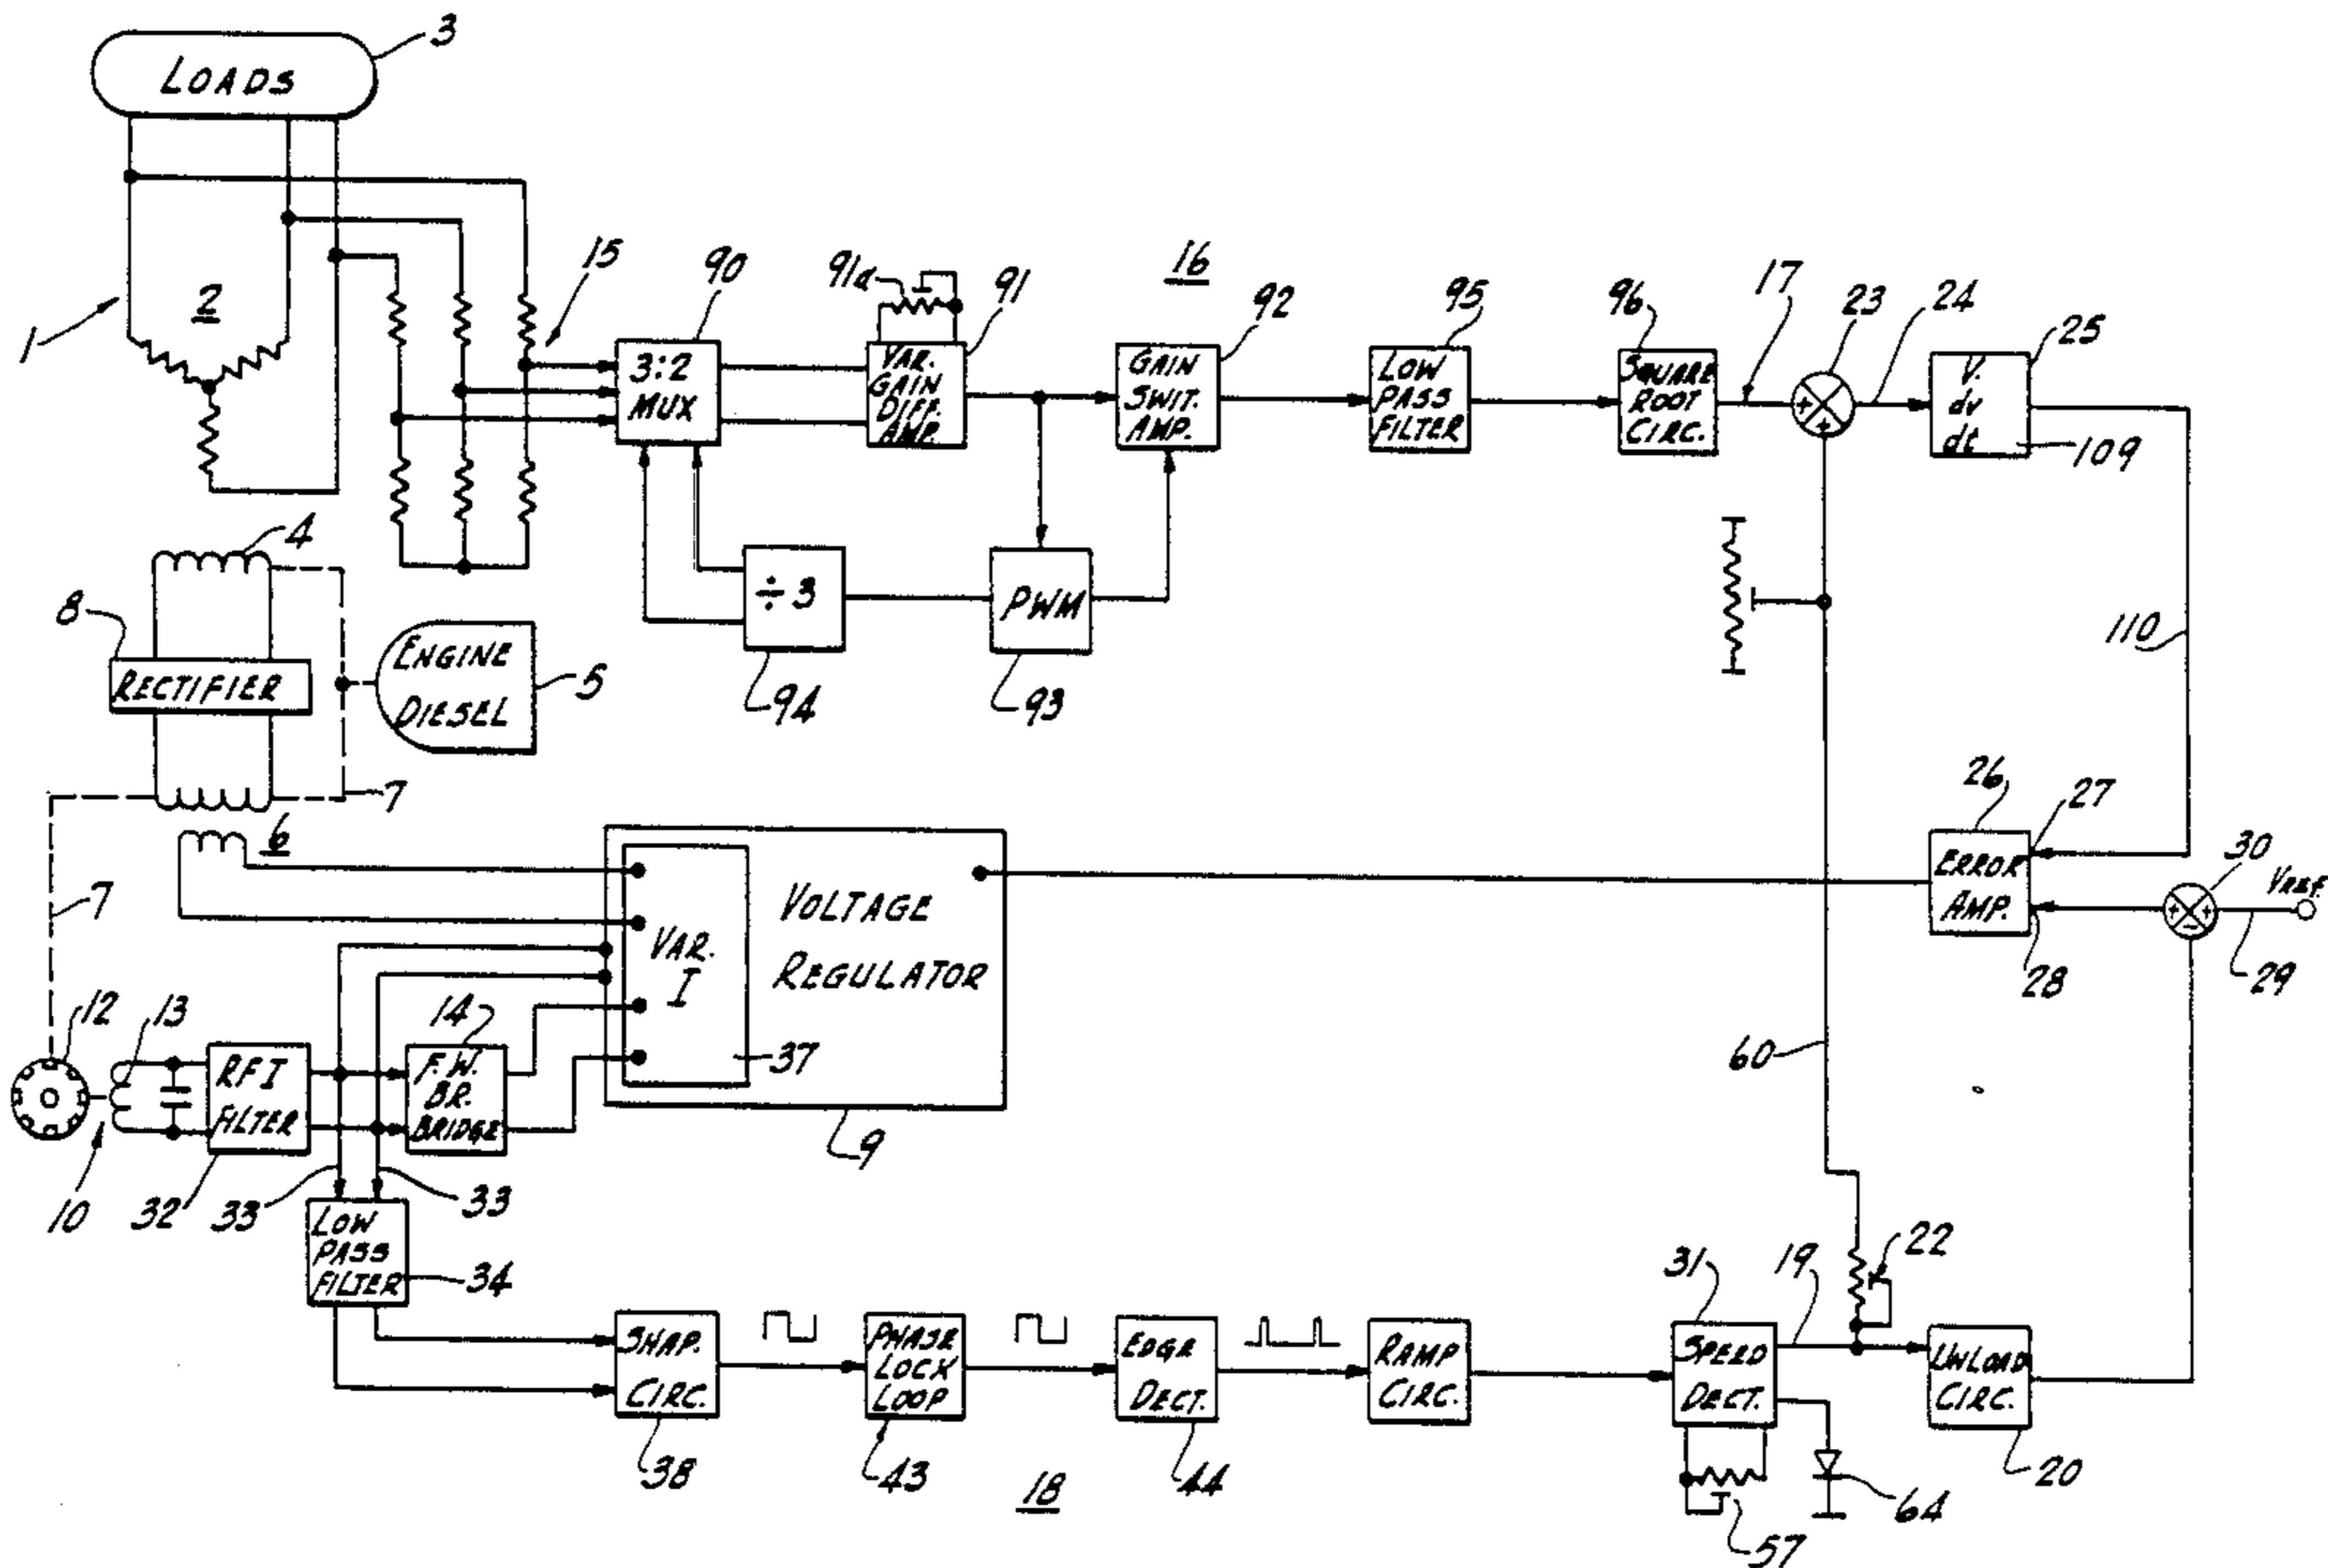 3
LOADS
1
2
15
90
91a
91
16
92
95
96
17
23
24
25
3:2
MUX
VAR.
GAIN
DIFF.
AMP.
GAIN
SWIT.
AMP.
LOW
PASS
FILTER
SQUARE
ROOT
CIRC.
+
+
V.
dv
dt
109
4
8
RECTIFIER
ENGINE
DIESEL
5
÷3
94
PWM
93
110
7
6
7
26
27
30
VREF.
ERROR
AMP.
+
+
-
28
29
VOLTAGE
REGULATOR
VAR.
I
37
9
12
13
14
RFI
FILTER
F.W.
BR.
BRIDGE
10
32
33
33
60
LOW
PASS
FILTER
34
31
19
22
SHAP.
CIRC.
38
PHASE
LOCK
LOOP
43
EDGE
DECT.
44
RAMP
CIRC.
SPEED
DECT.
UNLOAD
CIRC.
20
18
57
64